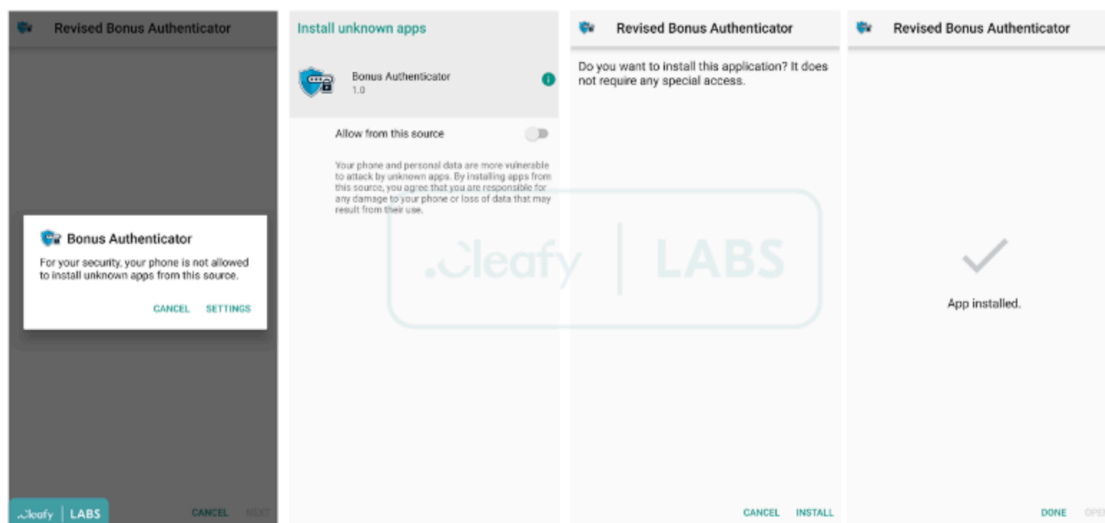 Revised Bonus Authenticator
Bonus Authenticator
For your security, your phone is not allowed
to install unknown apps from this source.
CANCEL SETTINGS
CANCEL NEXT
Cleafy | LABS
Install unknown apps
Bonus Authenticator
1.0
Allow from this source
Your phone and personal data are more vulnerable
to attack by unknown apps. By installing apps from
this source, you agree that you are responsible for
any damage to your phone or loss of data that may
result from their use.
Revised Bonus Authenticator
Do you want to install this application? It does
not require any special access.
CANCEL INSTALL
Revised Bonus Authenticator
App installed.
DONE OPEN
.Cleafy | LABS